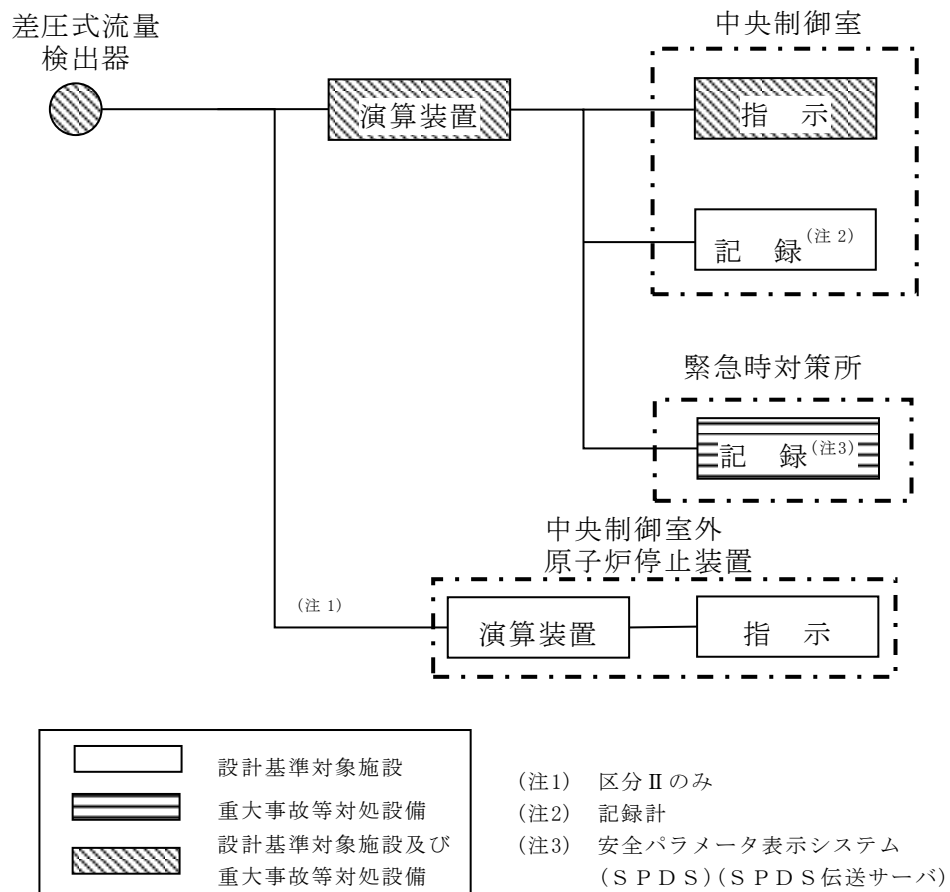 差圧式流量
検出器
中央制御室
演算装置
指 示
記 録(注 2)
緊急時対策所
記 録(注3)
中央制御室外
原子炉停止装置
(注 1)
演算装置
指 示
設計基準対象施設
重大事故等対処設備
設計基準対象施設及び
重大事故等対処設備
(注1) 区分Ⅱのみ
(注2) 記録計
(注3) 安全パラメータ表示システム
(ＳＰＤＳ)(ＳＰＤＳ伝送サーバ)